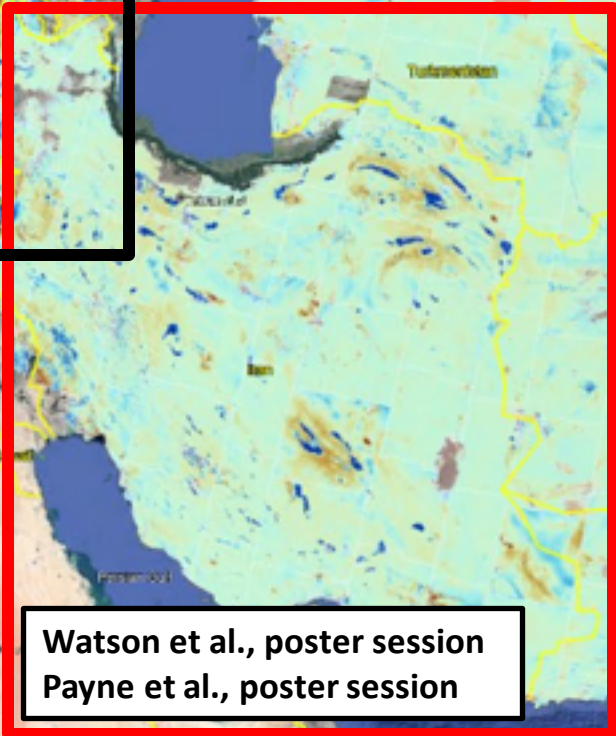 Turkmenistan
Iran
Persian Gulf
Watson et al., poster session
Payne et al., poster session